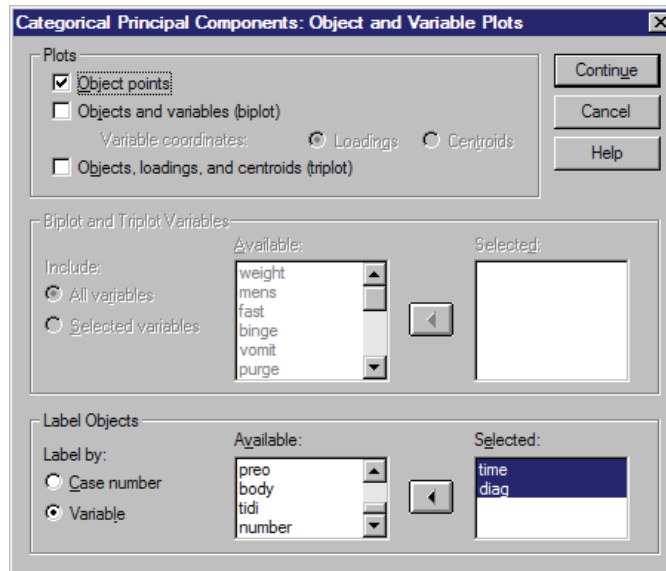 Categorical Principal Components: Object and Variable Plots
Plots
Object points
Objects and variables (biplot)
Variable coordinates:
Loadings
Centroids
Objects, loadings, and centroids (triplot)
Continue
Cancel
Help
Biplot and Triplot Variables
Include:
All variables
Selected variables
Available:
weight
mens
fast
binge
vomit
purge
Selected:
Label Objects
Label by:
Case number
Variable
Available:
preo
body
tidi
number
Selected:
time
diag